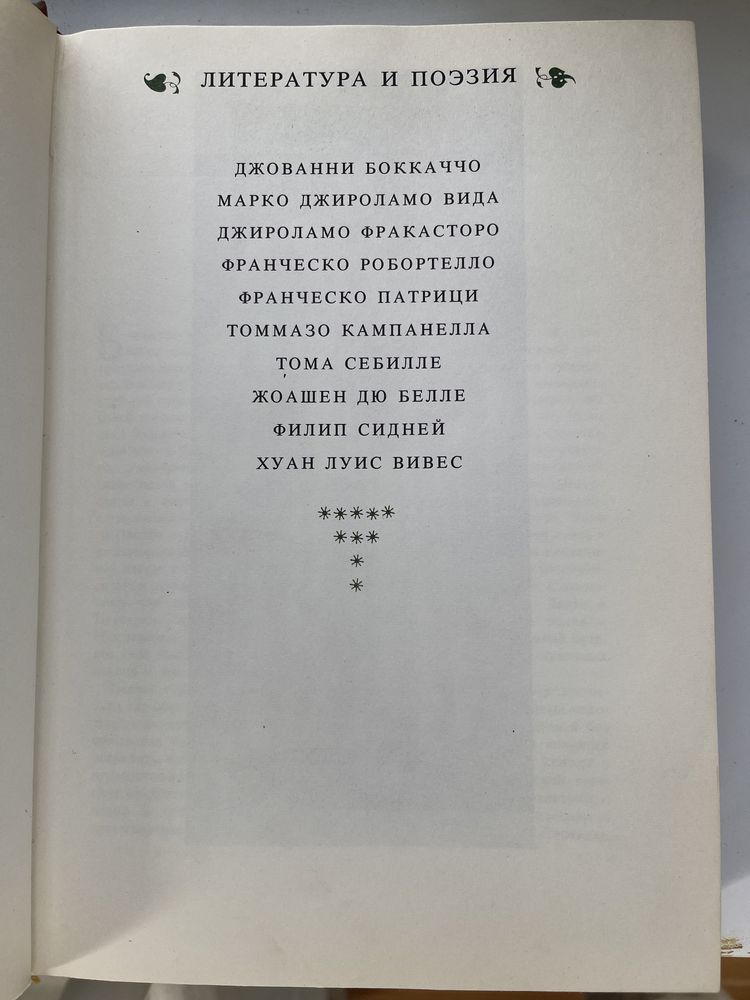 ЛИТЕРАТУРА И ПОЭЗИЯ
ДЖОВАННИ БОККАЧЧО
МАРКО ДЖИРОЛАМО ВИДА
ДЖИРОЛАМО ФРАКАСТОРО
ФРАНЧЕСКО РОБОРТЕЛЛО
ФРАНЧЕСКО ПАТРИЦИ
ТОММАЗО КАМПАНЕЛЛА
ТОМА СЕБИЛЛЕ
ЖОАШЕН ДЮ БЕЛЛЕ
ФИЛИП СИДНЕЙ
ХУАН ЛУИС ВИВЕС
*****
***
*
*